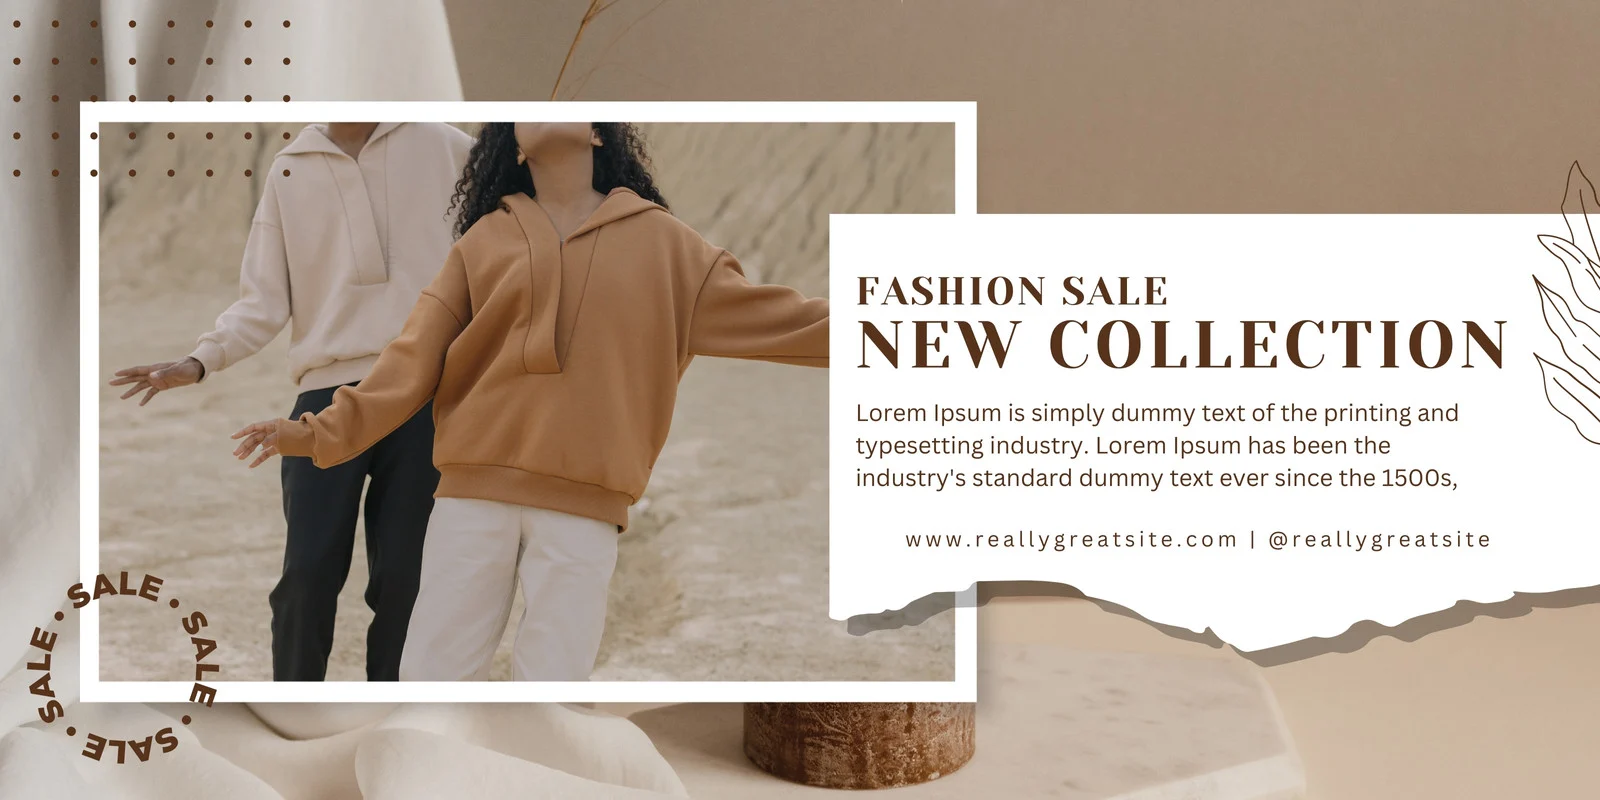 FASHION SALE
NEW COLLECTION
Lorem Ipsum is simply dummy text of the printing and
typesetting industry. Lorem Ipsum has been the
industry's standard dummy text ever since the 1500s,
www.reallygreatsite.com | @reallygreatsite
SALE • SALE • SALE • SALE •